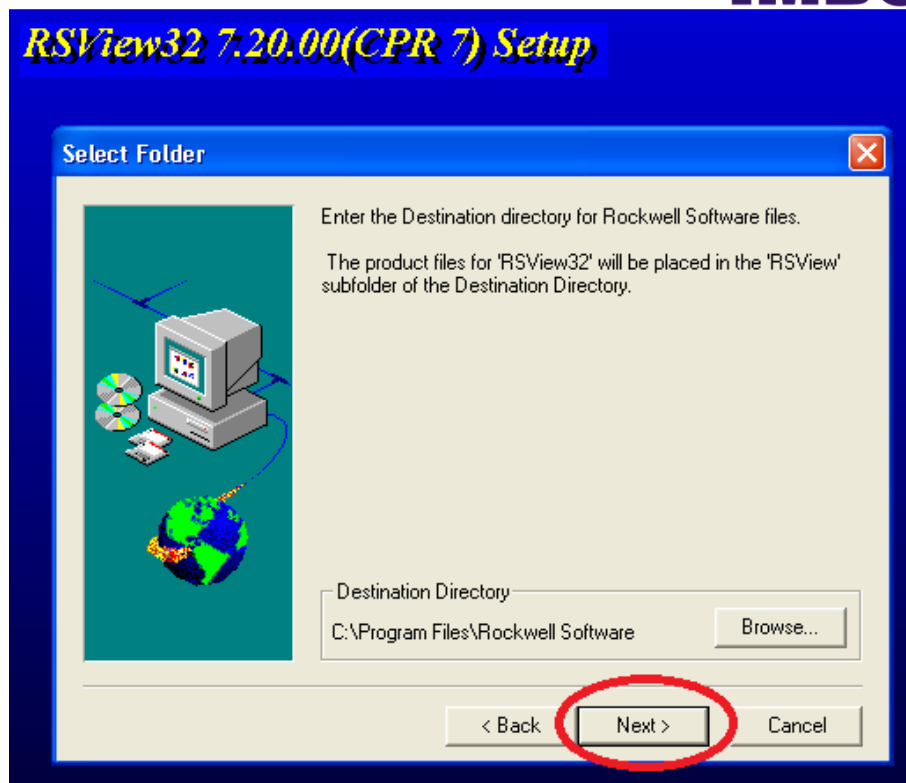 RSView32 7.20.00(CPR 7) Setup
Select Folder
Enter the Destination directory for Rockwell Software files.
The product files for 'RSView32' will be placed in the 'RSView'
subfolder of the Destination Directory.
Destination Directory
C:\Program Files\Rockwell Software
Browse...
< Back
Next >
Cancel